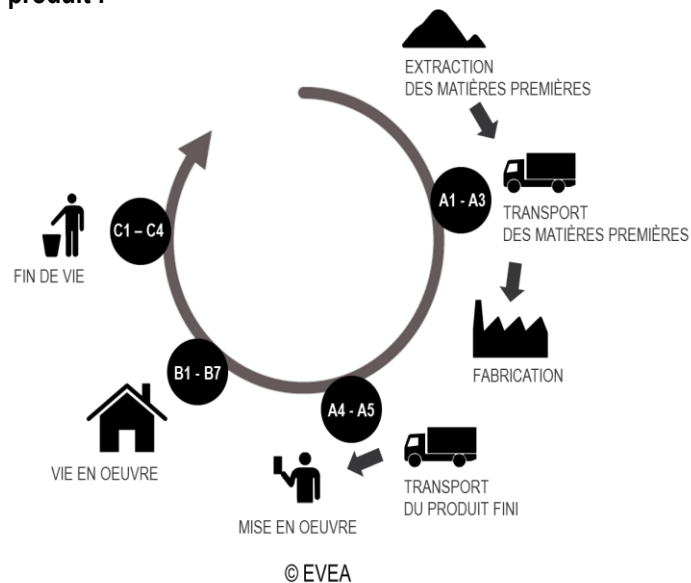 produit :
EXTRACTION
DES MATIÈRES PREMIÈRES
A1 - A3
TRANSPORT
DES MATIÈRES PREMIÈRES
FABRICATION
A4 - A5
TRANSPORT
DU PRODUIT FINI
MISE EN OEUVRE
B1 - B7
VIE EN OEUVRE
C1 – C4
FIN DE VIE
© EVEA